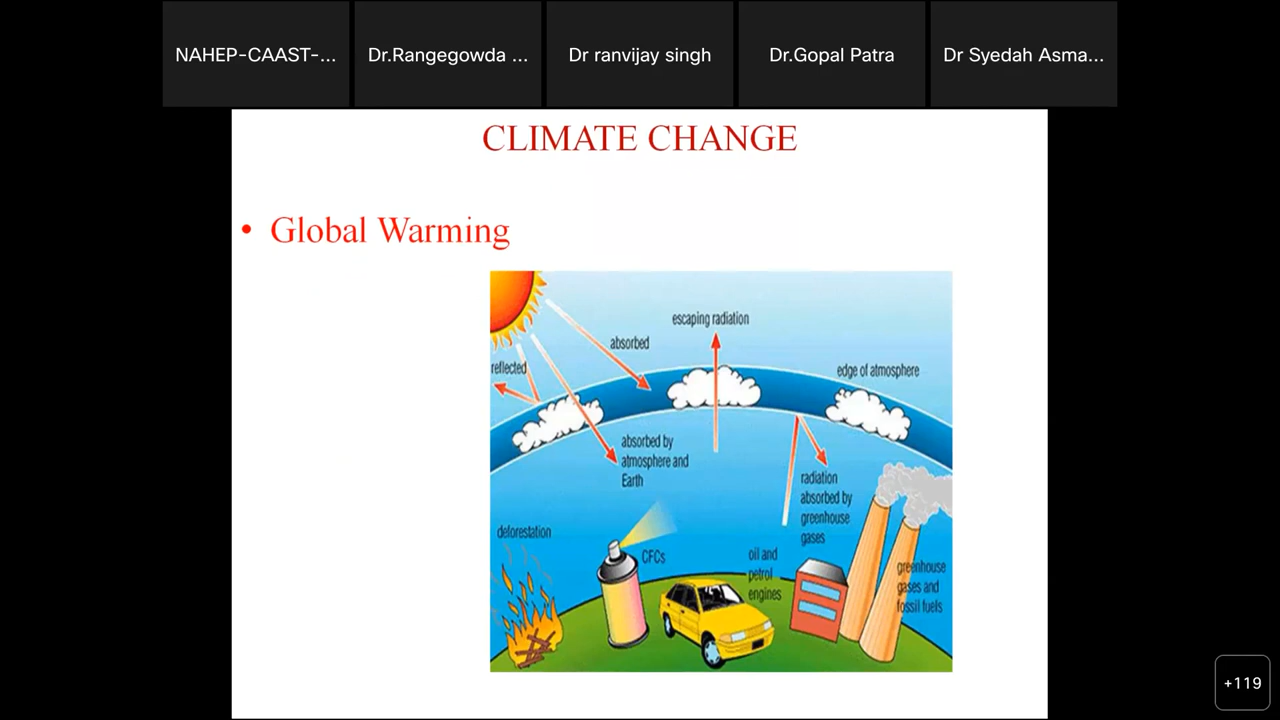 NAHEP-CAAST-...
Dr.Rangegowda ...
Dr ranvijay singh
Dr.Gopal Patra
Dr Syedah Asma...
CLIMATE CHANGE
• Global Warming
escaping radiation
absorbed
reflected
edge of atmosphere
absorbed by
atmosphere and
Earth
radiation
absorbed by
greenhouse
gases
deforestation
CFCs
oil and
petrol
engines
greenhouse
gases and
fossil fuels
+119